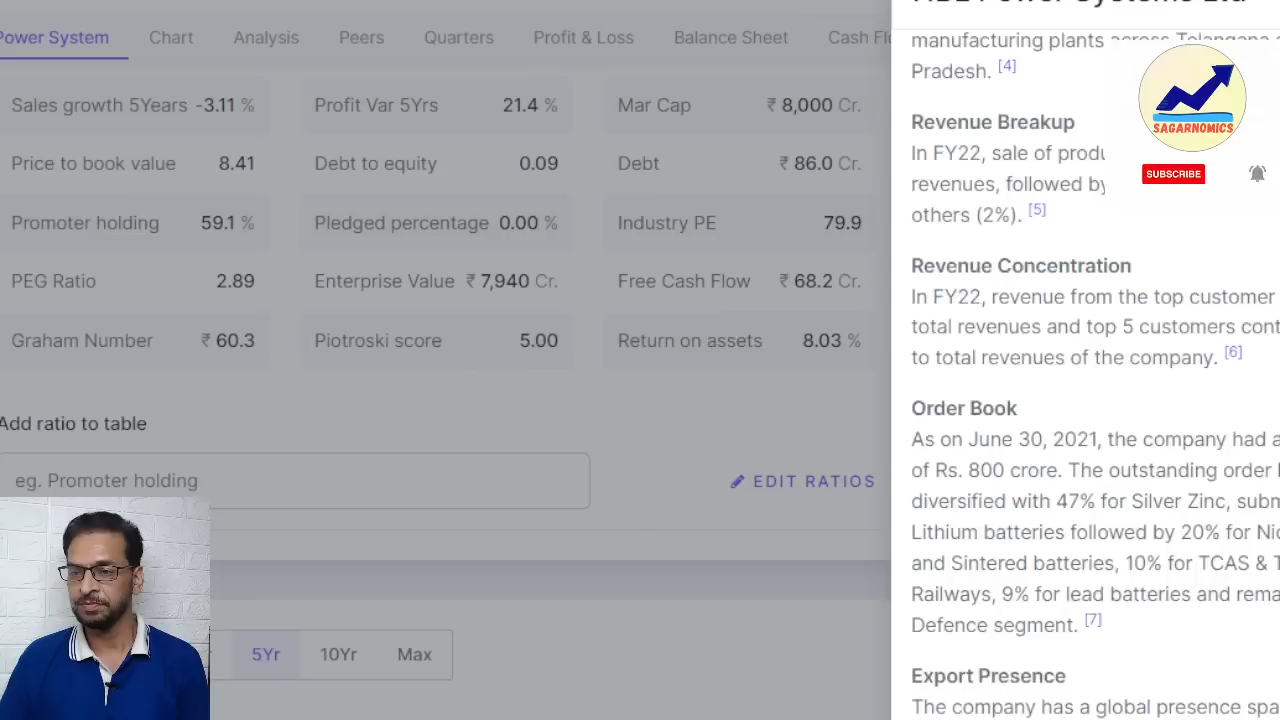 Power System Chart Analysis Peers Quarters Profit & Loss Balance Sheet Cash
Sales growth 5Years -3.11 % Profit Var 5Yrs 21.4 % Mar Cap ₹ 8,000 Cr.
Price to book value 8.41 Debt to equity 0.09 Debt ₹ 86.0 Cr.
Promoter holding 59.1 % Pledged percentage 0.00 % Industry PE 79.9
PEG Ratio 2.89 Enterprise Value ₹ 7,940 Cr. Free Cash Flow ₹ 68.2 Cr.
Graham Number ₹ 60.3 Piotroski score 5.00 Return on assets 8.03 %
Add ratio to table
eg. Promoter holding
EDIT RATIOS
5Yr 10Yr Max
Power Systems Ltd
manufacturing plants across Telangana
Pradesh. [4]
Revenue Breakup
In FY22, sale of produ
revenues, followed by
others (2%). [5]
Revenue Concentration
In FY22, revenue from the top customer
total revenues and top 5 customers cont
to total revenues of the company. [6]
Order Book
As on June 30, 2021, the company had a
of Rs. 800 crore. The outstanding order
diversified with 47% for Silver Zinc, subm
Lithium batteries followed by 20% for Nic
and Sintered batteries, 10% for TCAS & T
Railways, 9% for lead batteries and rema
Defence segment. [7]
Export Presence
The company has a global presence spa
SAGARNOMICS
SUBSCRIBE